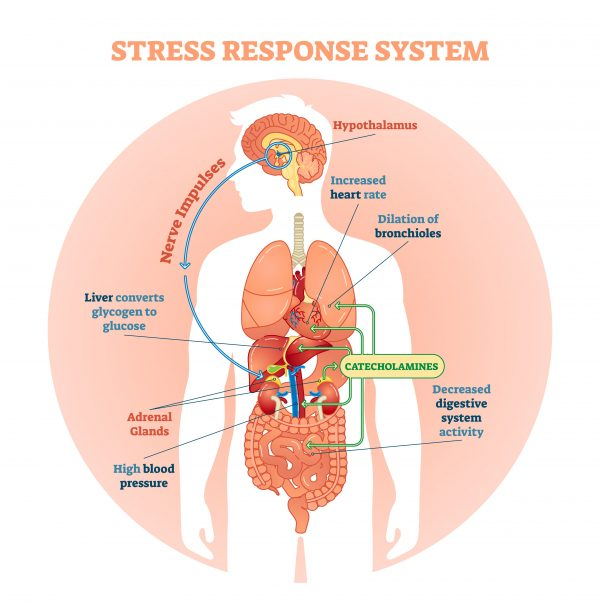 STRESS RESPONSE SYSTEM
Hypothalamus
Nerve Impulses
Increased
heart rate
Dilation of
bronchioles
Liver converts
glycogen to
glucose
CATECHOLAMINES
Decreased
digestive
system
activity
Adrenal
Glands
High blood
pressure